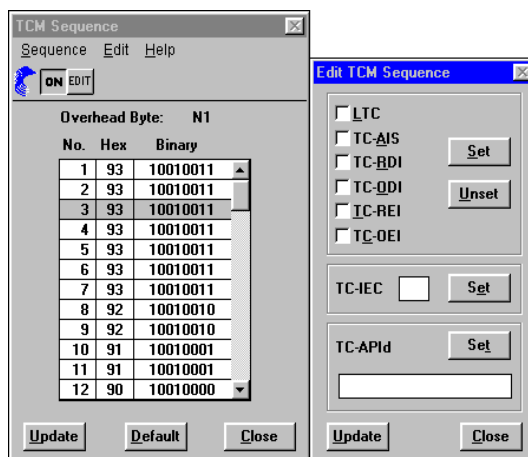 TCM Sequence
Sequence Edit Help
ON EDIT
Overhead Byte: N1
No. Hex Binary
1 93 10010011
2 93 10010011
3 93 10010011
4 93 10010011
5 93 10010011
6 93 10010011
7 93 10010011
8 92 10010010
9 92 10010010
10 91 10010001
11 91 10010001
12 90 10010000
Update Default Close
Edit TCM Sequence
LTC
TC-AIS
TC-RDI
TC-ODI
TC-REI
TC-OEI
Set
Unset
TC-IEC Set
TC-APId Set
Update Close